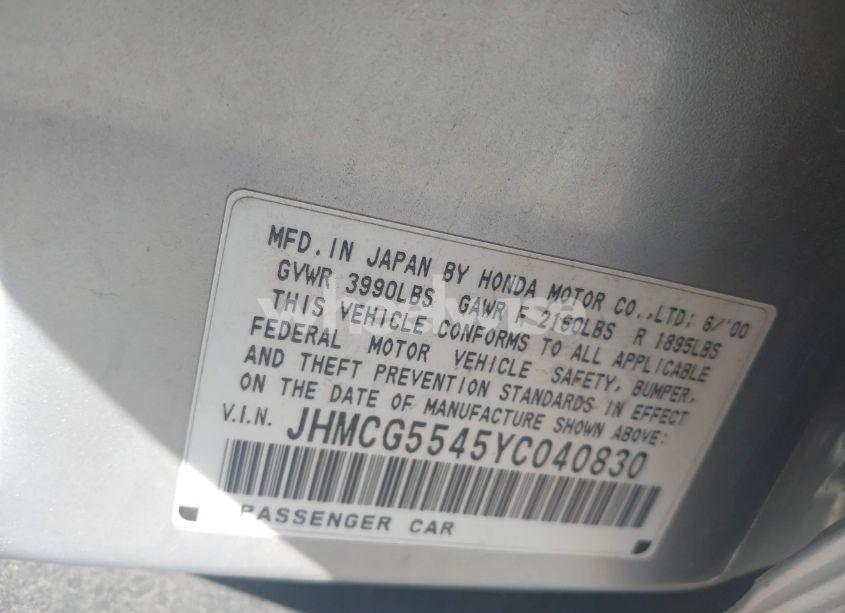 MFD. IN JAPAN BY HONDA MOTOR CO.,LTD; 6/'00
GVWR 3990LBS GAWR F 2160LBS R 1895LBS
THIS VEHICLE CONFORMS TO ALL APPLICABLE
FEDERAL MOTOR VEHICLE SAFETY, BUMPER,
AND THEFT PREVENTION STANDARDS IN EFFECT
ON THE DATE OF MANUFACTURE SHOWN ABOVE:
V.I.N. JHMCG5545YC040830
PASSENGER CAR